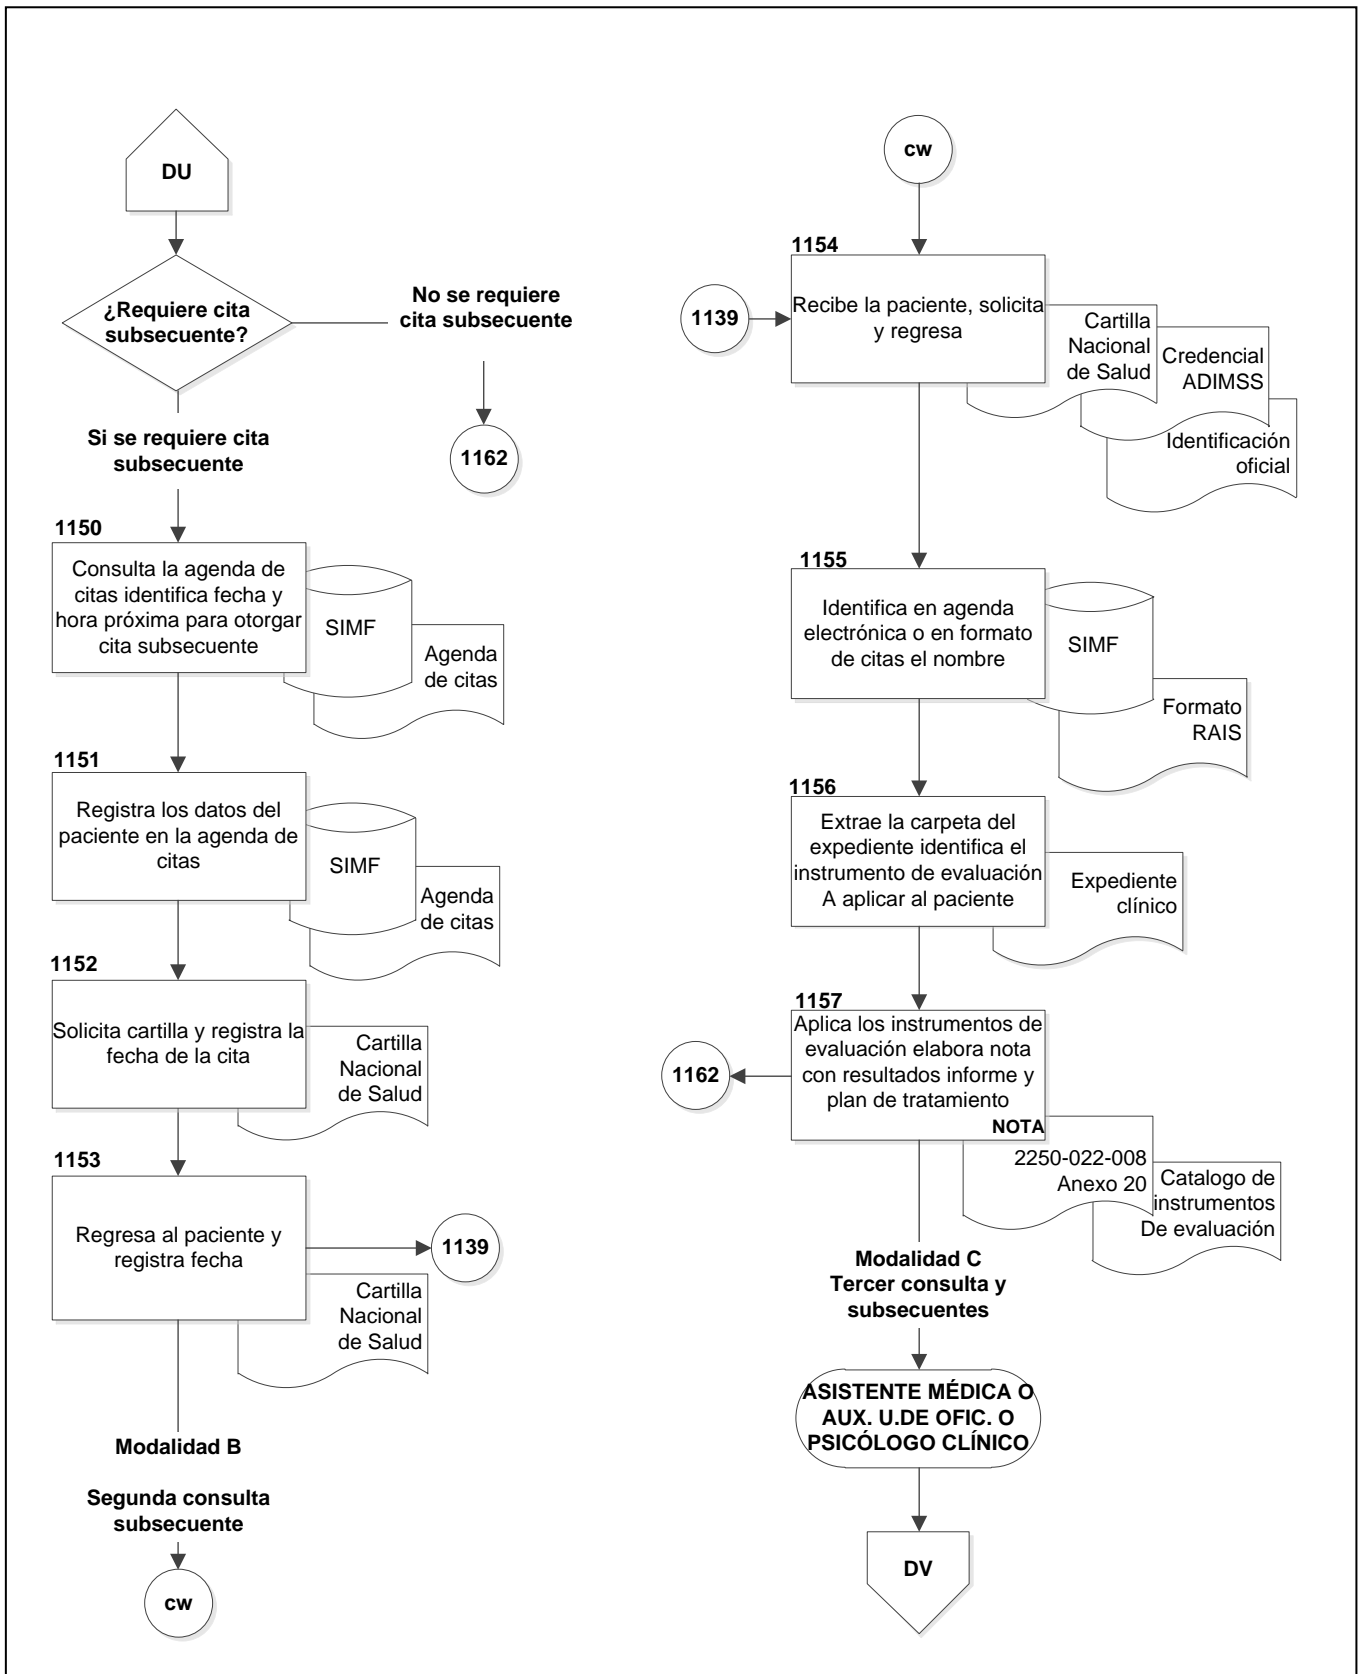 DU
¿Requiere cita
subsecuente?
No se requiere
cita subsecuente
1162
Si se requiere cita
subsecuente
1150
Consulta la agenda de
citas identifica fecha y
hora próxima para otorgar
cita subsecuente
SIMF
Agenda
de citas
1151
Registra los datos del
paciente en la agenda de
citas
SIMF
Agenda
de citas
1152
Solicita cartilla y registra la
fecha de la cita
Cartilla
Nacional
de Salud
1153
Regresa al paciente y
registra fecha
1139
Cartilla
Nacional
de Salud
Modalidad B
Segunda consulta
subsecuente
cw
cw
1154
1139
Recibe la paciente, solicita
y regresa
Cartilla
Nacional
de Salud
Credencial
ADIMSS
Identificación
oficial
1155
Identifica en agenda
electrónica o en formato
de citas el nombre
SIMF
Formato
RAIS
1156
Extrae la carpeta del
expediente identifica el
instrumento de evaluación
A aplicar al paciente
Expediente
clínico
1157
Aplica los instrumentos de
evaluación elabora nota
con resultados informe y
plan de tratamiento
NOTA
1162
2250-022-008
Anexo 20
Catalogo de
instrumentos
De evaluación
Modalidad C
Tercer consulta y
subsecuentes
ASISTENTE MÉDICA O
AUX. U.DE OFIC. O
PSICÓLOGO CLÍNICO
DV